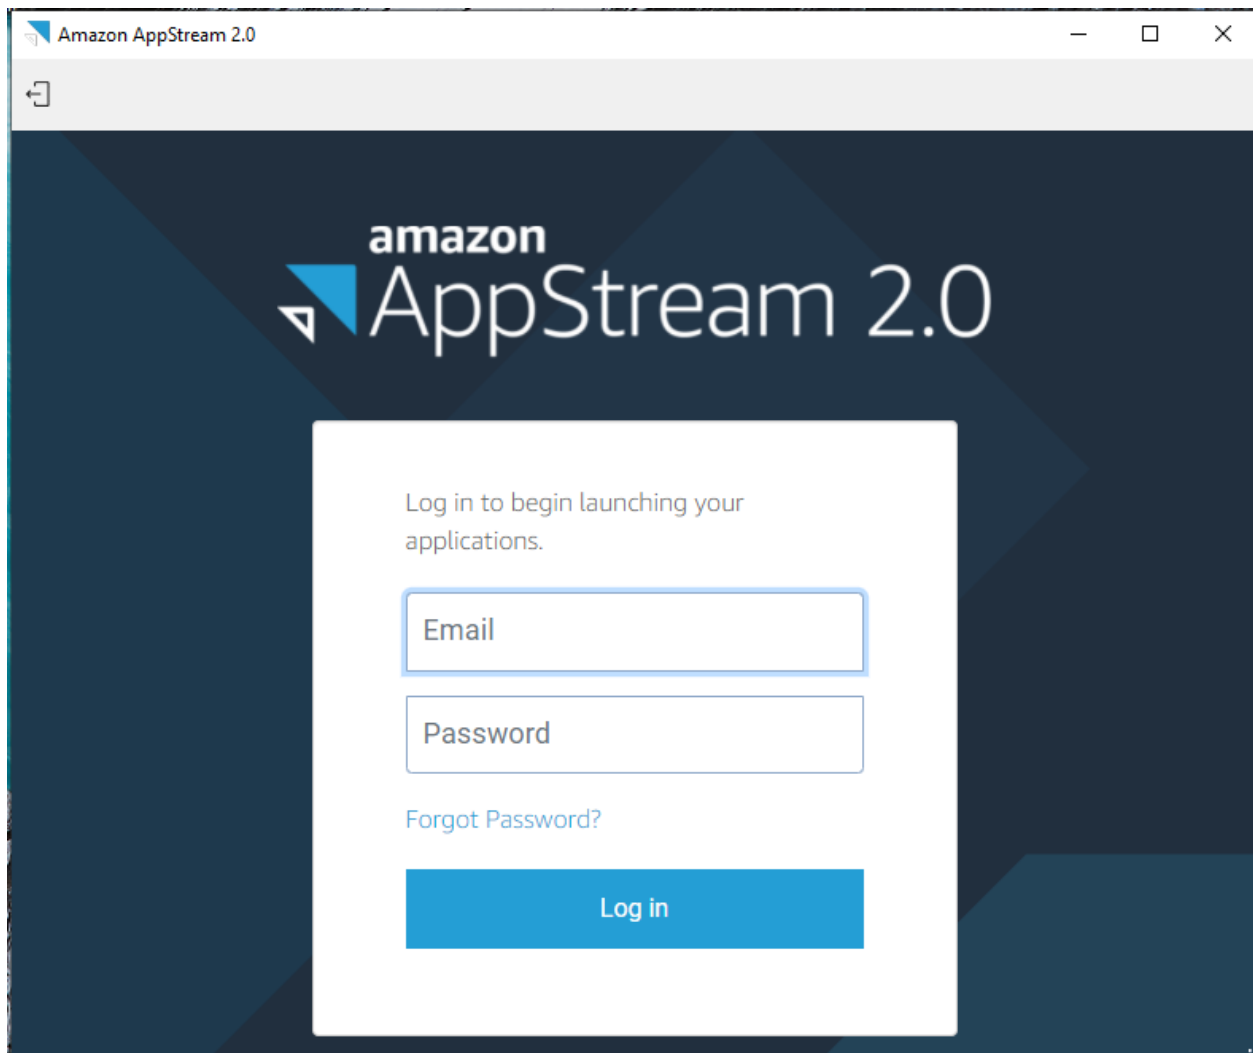 Amazon AppStream 2.0
amazon
AppStream 2.0
Log in to begin launching your
applications.
Email
Password
Forgot Password?
Log in